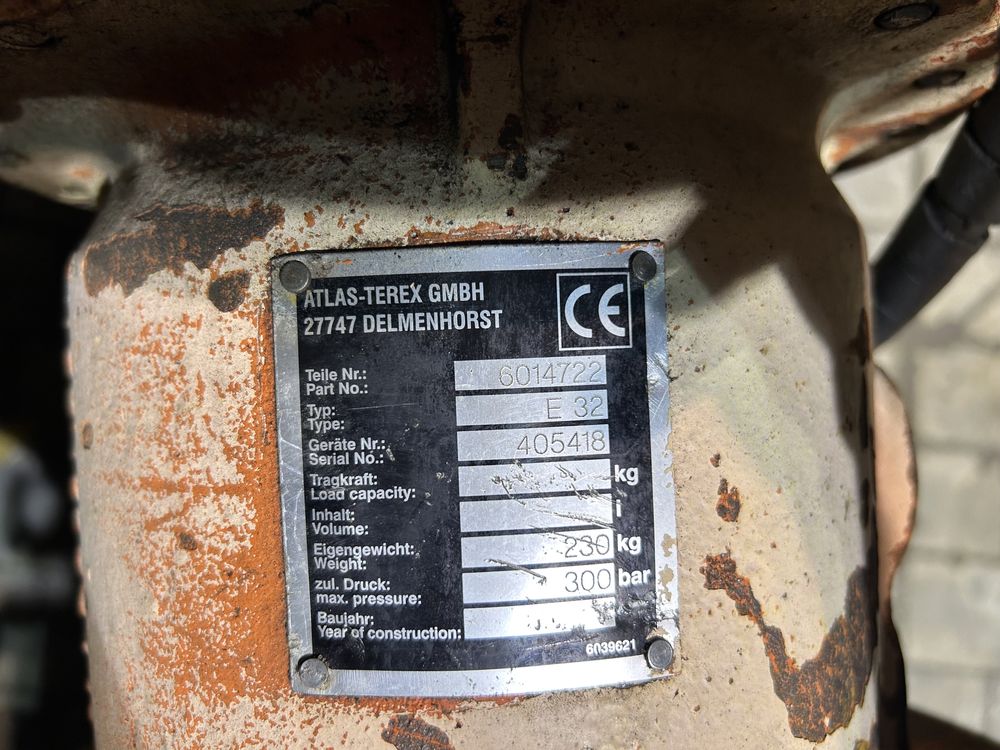 ATLAS-TEREX GMBH
27747 DELMENHORST
CE
Teile Nr.:
Part No.:
6014722
Typ:
Type:
E 32
Geräte Nr.:
Serial No.:
405418
Tragkraft:
Load capacity:
kg
Inhalt:
Volume:
l
Eigengewicht:
Weight:
230 kg
zul. Druck:
max. pressure:
300 bar
Baujahr:
Year of construction:
6039621